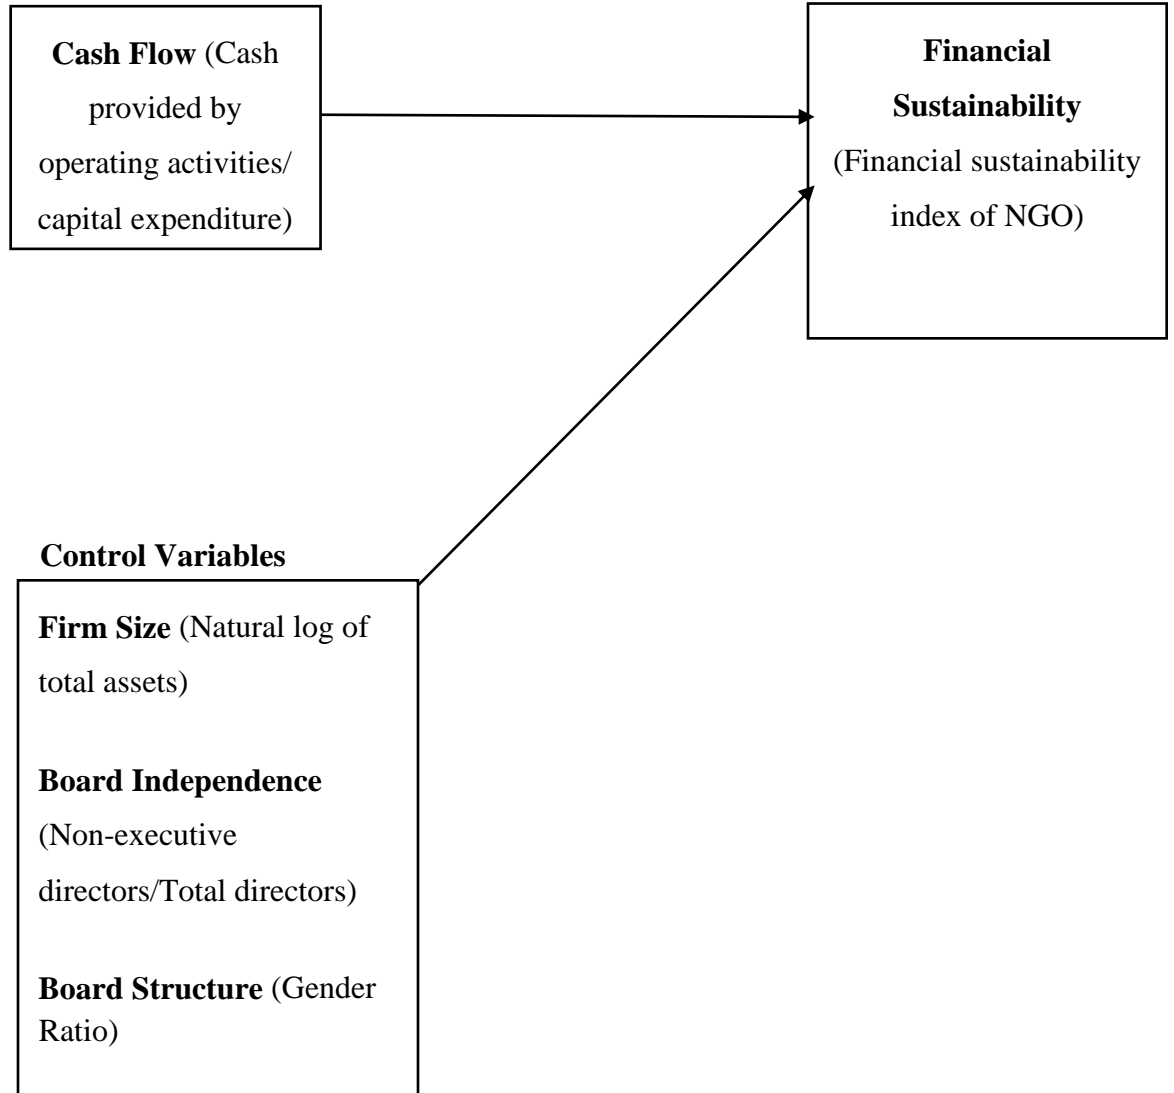 Cash Flow (Cash
provided by
operating activities/
capital expenditure)
Financial
Sustainability
(Financial sustainability
index of NGO)
Control Variables
Firm Size (Natural log of
total assets)
Board Independence
(Non-executive
directors/Total directors)
Board Structure (Gender
Ratio)